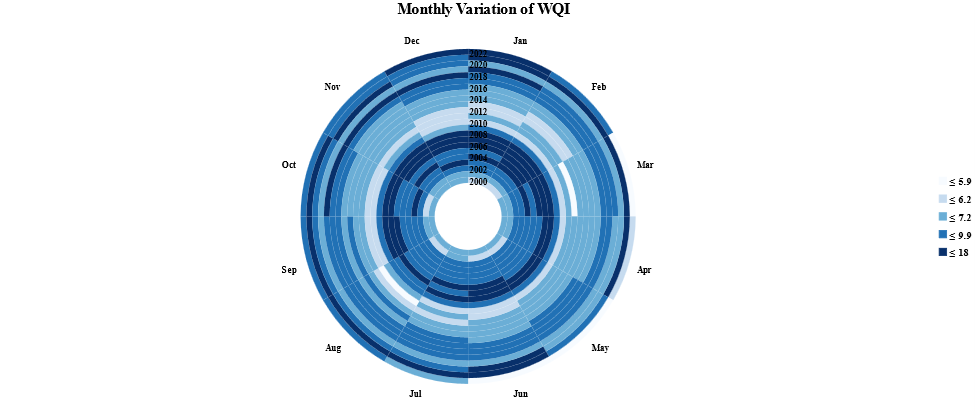 Monthly Variation of WQI
Dec
Jan
Nov
Feb
Oct
Mar
Sep
Apr
Aug
May
Jul
Jun
2022
2020
2018
2016
2014
2012
2010
2008
2006
2004
2002
2000
≤ 5.9
≤ 6.2
≤ 7.2
≤ 9.9
≤ 18